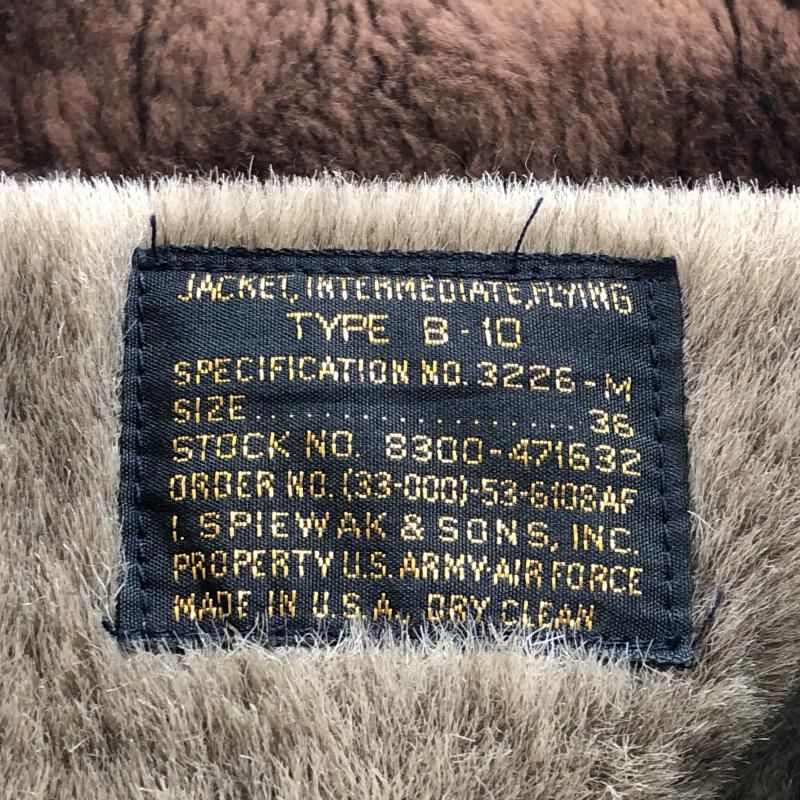 JACKET, INTERMEDIATE, FLYING
TYPE B-10
SPECIFICATION NO. 3226-M
SIZE.................... 36
STOCK NO. 8300-471632
ORDER NO. (33-000)-53-6108AF
I. SPIEWAK & SONS, INC.
PROPERTY U.S. ARMY-AIR FORCE
MADE IN U.S.A., DRY CLEAN